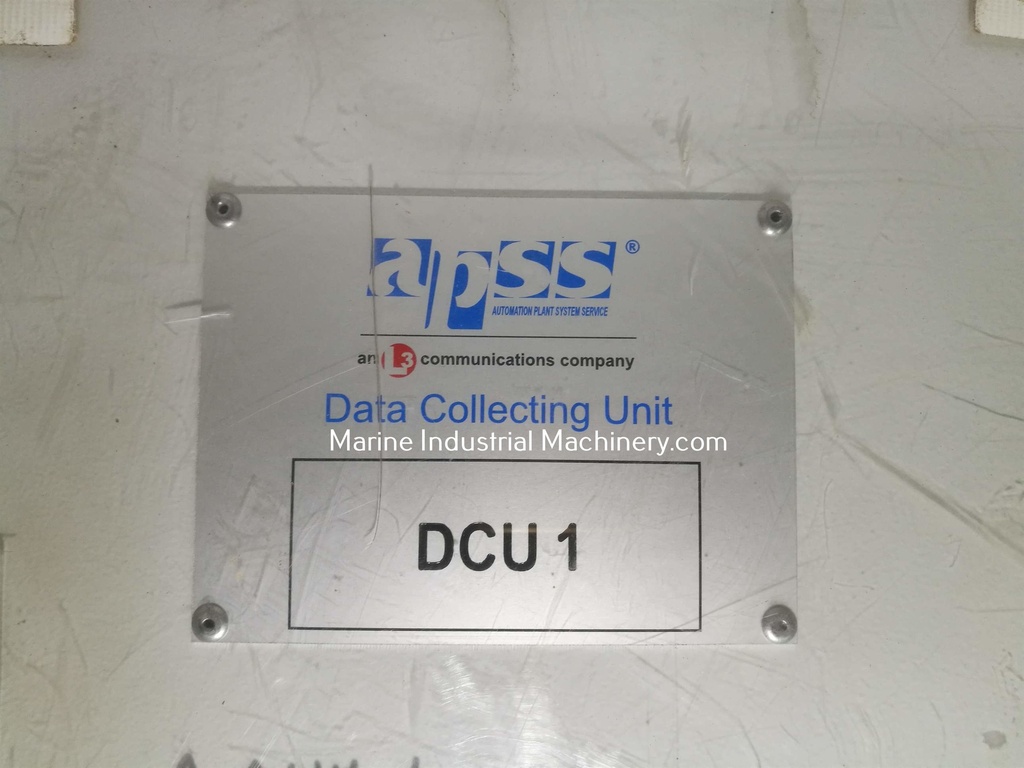 apss®
AUTOMATION PLANT SYSTEM SERVICE
an L3 communications company
Data Collecting Unit
Marine Industrial Machinery.com
DCU 1